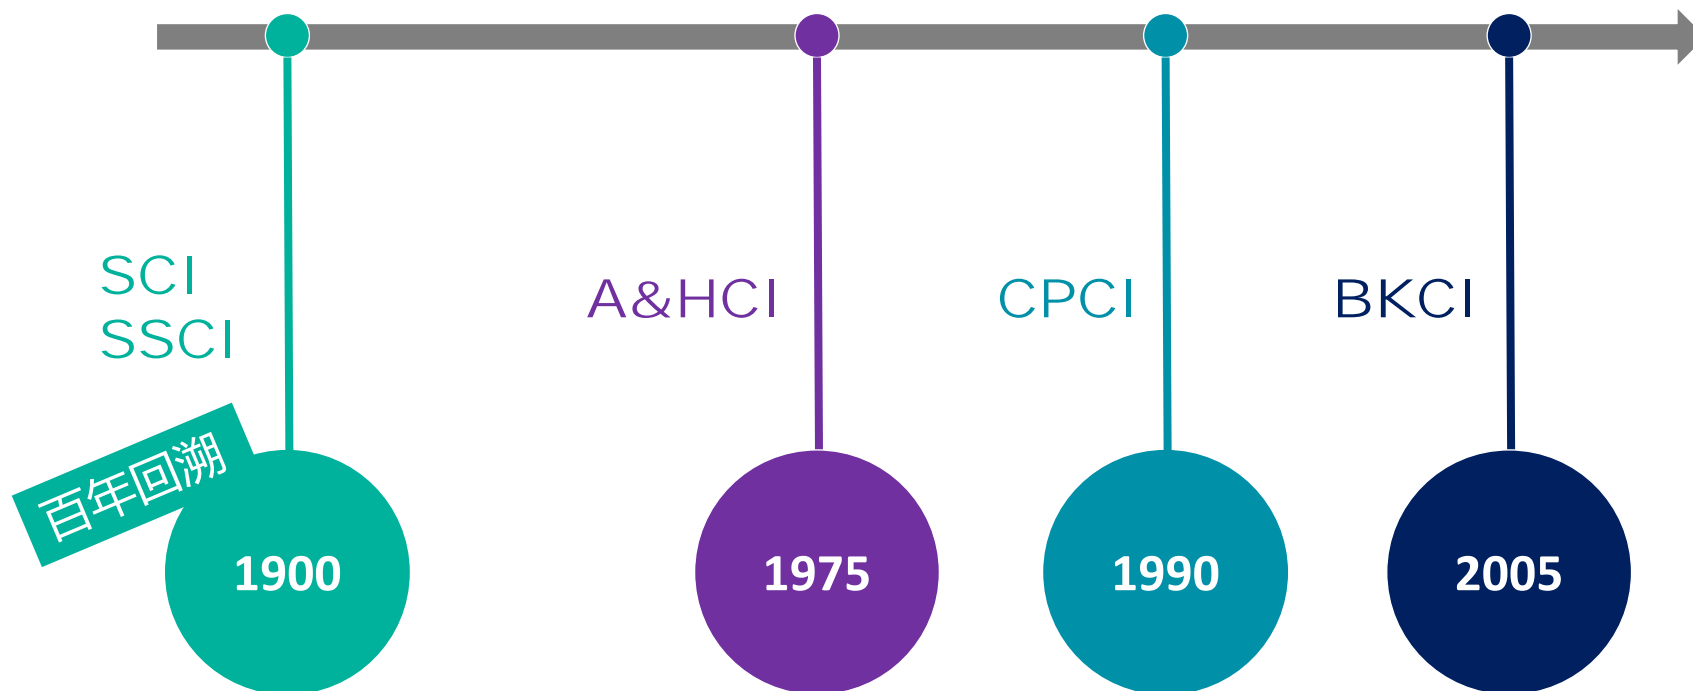 SCI
SSCI
百年回溯
1900
A&HCI
1975
CPCI
1990
BKCI
2005